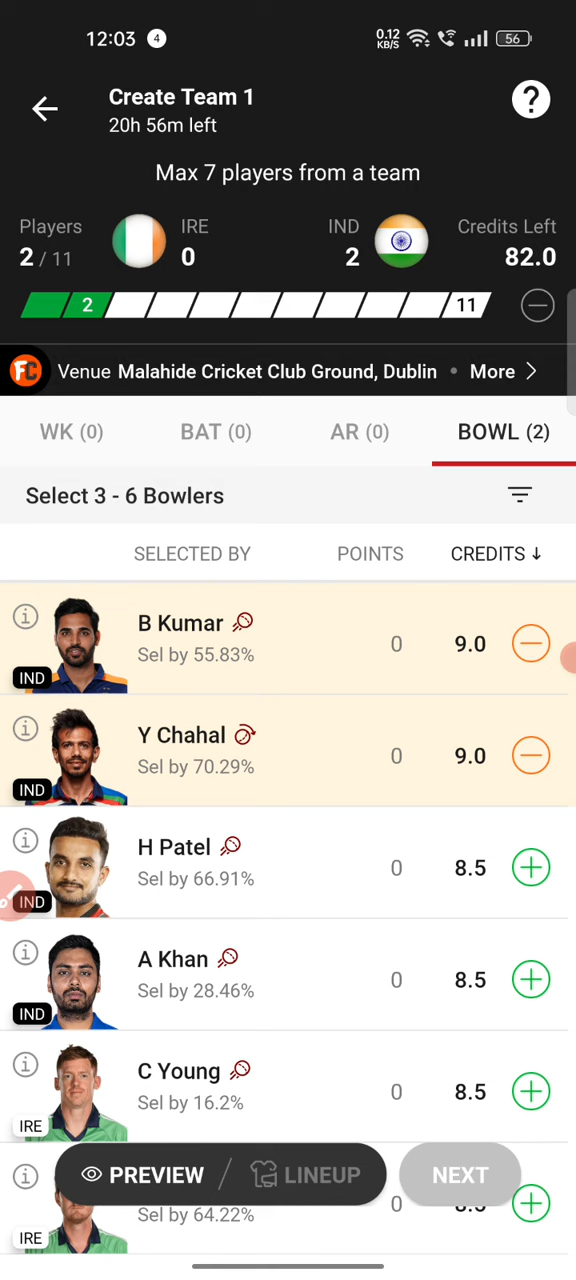 12:03 4 0.12 KB/S 56
Create Team 1
20h 56m left
?
Max 7 players from a team
Players IRE IND Credits Left
2 / 11 0 2 82.0
2 11
FC Venue Malahide Cricket Club Ground, Dublin • More
WK (0) BAT (0) AR (0) BOWL (2)
Select 3 - 6 Bowlers
SELECTED BY POINTS CREDITS ↓
B Kumar
Sel by 55.83% 0 9.0
IND
Y Chahal
Sel by 70.29% 0 9.0
IND
H Patel
Sel by 66.91% 0 8.5
IND
A Khan
Sel by 28.46% 0 8.5
IND
C Young
Sel by 16.2% 0 8.5
IRE
PREVIEW / LINEUP NEXT
Sel by 64.22% 0
IRE